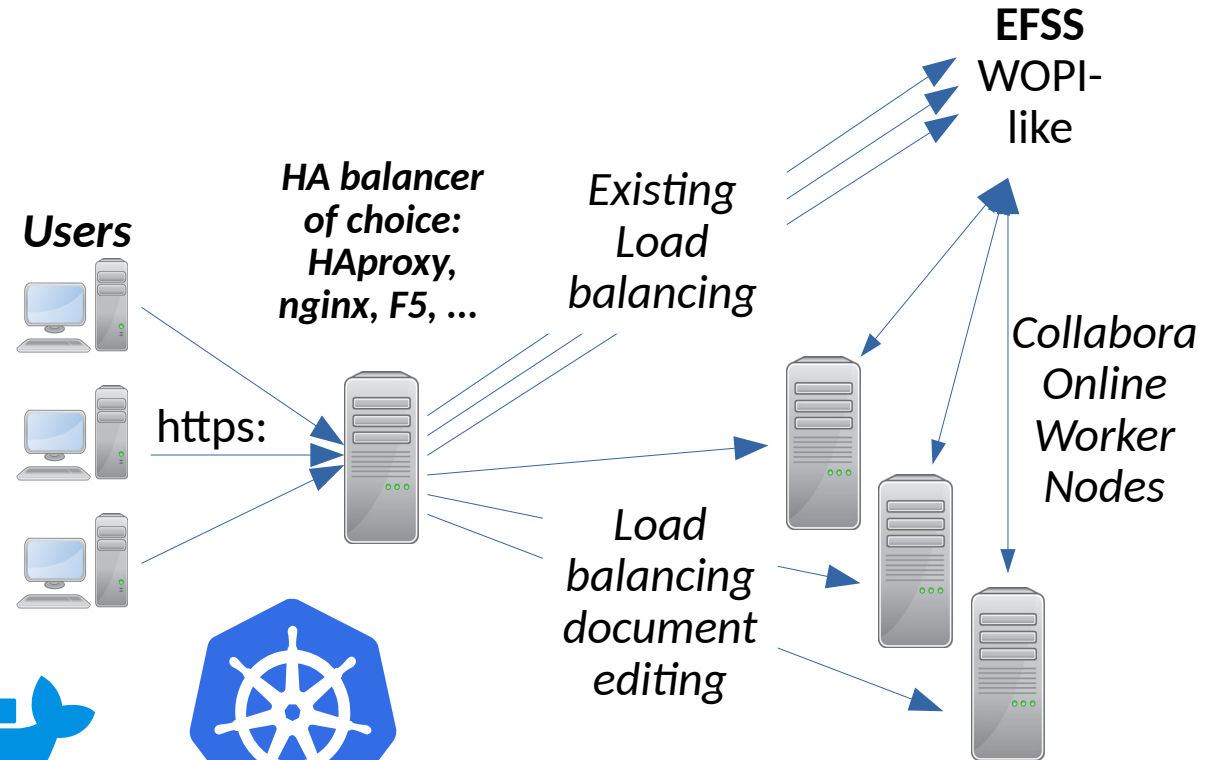 EFSS
WOPI-
like
HA balancer
of choice:
HAproxy,
nginx, F5, ...
Existing
Load
balancing
Users
https:
Collabora
Online
Worker
Nodes
Load
balancing
document
editing